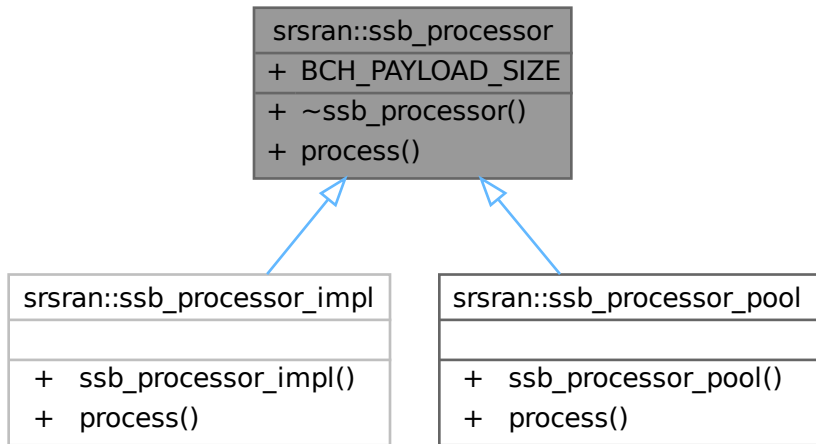 srsran::ssb_processor
+ BCH_PAYLOAD_SIZE
+ ~ssb_processor()
+ process()
srsran::ssb_processor_impl
+ ssb_processor_impl()
+ process()
srsran::ssb_processor_pool
+ ssb_processor_pool()
+ process()